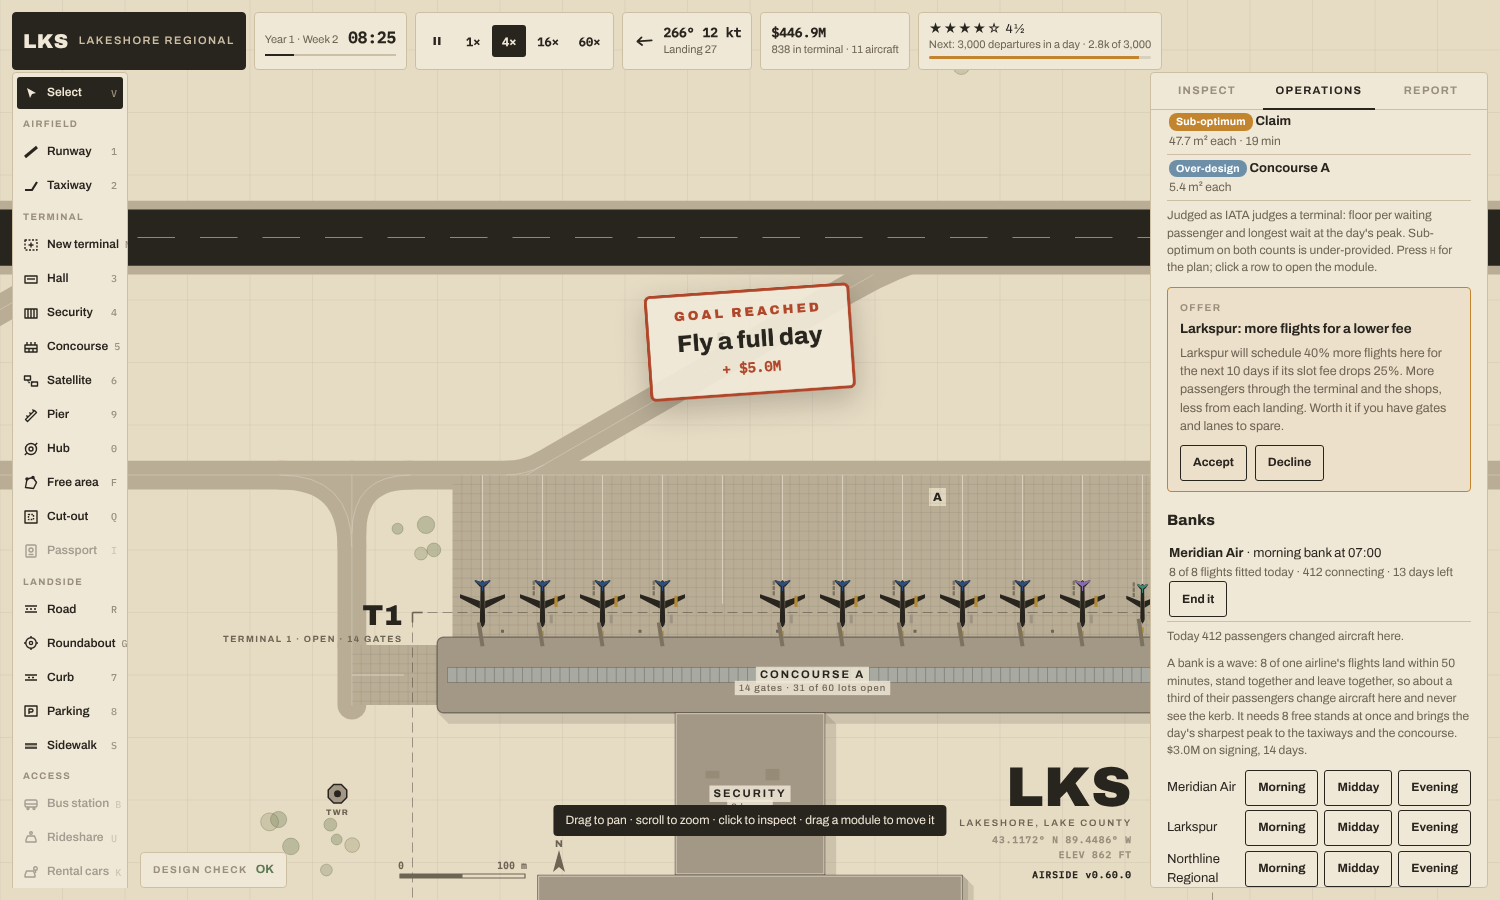 LKS LAKESHORE REGIONAL
Year 1 · Week 2 08:25
1× 4× 16× 60×
266° 12 kt
Landing 27
$446.9M
838 in terminal · 11 aircraft
★★★★☆ 4½
Next: 3,000 departures in a day · 2.8k of 3,000
Select V
AIRFIELD
Runway 1
Taxiway 2
TERMINAL
New terminal
Hall 3
Security 4
Concourse 5
Satellite 6
Pier 9
Hub 0
Free area F
Cut-out Q
Passport I
LANDSIDE
Road R
Roundabout G
Curb 7
Parking 8
Sidewalk S
ACCESS
Bus station B
Rideshare U
Rental cars K
GOAL REACHED
Fly a full day
+ $5.0M
A
T1
TERMINAL 1 · OPEN · 14 GATES
CONCOURSE A
14 gates · 31 of 60 lots open
SECURITY
TWR
Drag to pan · scroll to zoom · click to inspect · drag a module to move it
DESIGN CHECK OK
0 100 m
N
LKS
LAKESHORE, LAKE COUNTY
43.1172° N 89.4486° W
ELEV 862 FT
AIRSIDE v0.60.0
INSPECT OPERATIONS REPORT
Sub-optimum Claim
47.7 m² each · 19 min
Over-design Concourse A
5.4 m² each
Judged as IATA judges a terminal: floor per waiting
passenger and longest wait at the day's peak. Sub-
optimum on both counts is under-provided. Press H for
the plan; click a row to open the module.
OFFER
Larkspur: more flights for a lower fee
Larkspur will schedule 40% more flights here for
the next 10 days if its slot fee drops 25%. More
passengers through the terminal and the shops,
less from each landing. Worth it if you have gates
and lanes to spare.
Accept Decline
Banks
Meridian Air · morning bank at 07:00
8 of 8 flights fitted today · 412 connecting · 13 days left
End it
Today 412 passengers changed aircraft here.
A bank is a wave: 8 of one airline's flights land within 50
minutes, stand together and leave together, so about a
third of their passengers change aircraft here and never
see the kerb. It needs 8 free stands at once and brings the
day's sharpest peak to the taxiways and the concourse.
$3.0M on signing, 14 days.
Meridian Air Morning Midday Evening
Larkspur Morning Midday Evening
Northline
Regional Morning Midday Evening